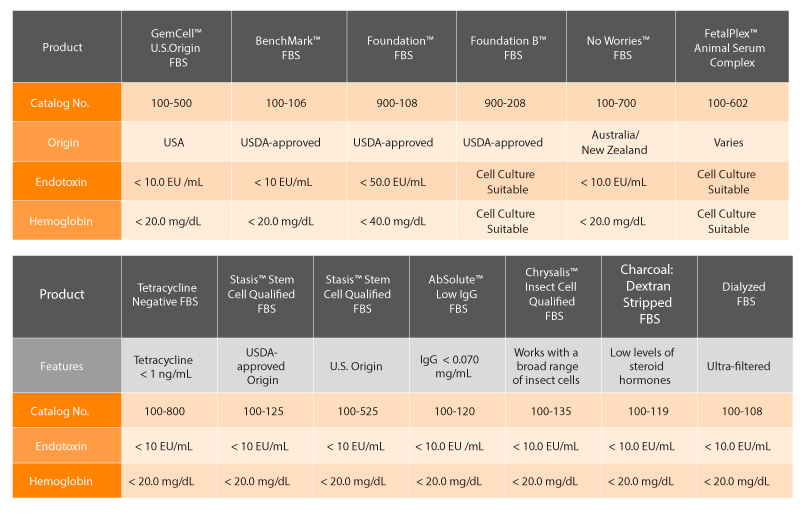 Product
GemCell™
U.S.Origin
FBS
BenchMark™
FBS
Foundation™
FBS
Foundation B™
FBS
No Worries™
FBS
FetalPlex™
Animal Serum
Complex
Catalog No.
100-500
100-106
900-108
900-208
100-700
100-602
Origin
USA
USDA-approved
USDA-approved
USDA-approved
Australia/
New Zealand
Varies
Endotoxin
< 10.0 EU /mL
< 10 EU/mL
< 50.0 EU/mL
Cell Culture
Suitable
< 10.0 EU/mL
Cell Culture
Suitable
Hemoglobin
< 20.0 mg/dL
< 20.0 mg/dL
< 40.0 mg/dL
Cell Culture
Suitable
< 20.0 mg/dL
Cell Culture
Suitable
Product
Tetracycline
Negative FBS
Stasis™ Stem
Cell Qualified
FBS
Stasis™ Stem
Cell Qualified
FBS
AbSolute™
Low IgG
FBS
Chrysalis™
Insect Cell
Qualified
FBS
Charcoal:
Dextran
Stripped
FBS
Dialyzed
FBS
Features
Tetracycline
< 1 ng/mL
USDA-
approved
Origin
U.S. Origin
IgG < 0.070
mg/mL
Works with a
broad range
of insect cells
Low levels of
steroid
hormones
Ultra-filtered
Catalog No.
100-800
100-125
100-525
100-120
100-135
100-119
100-108
Endotoxin
< 10 EU/mL
< 10 EU/mL
< 10 EU/mL
< 10.0 EU /mL
< 10.0 EU/mL
< 10.0 EU/mL
< 10.0 EU/mL
Hemoglobin
< 20.0 mg/dL
< 20.0 mg/dL
< 20.0 mg/dL
< 20.0 mg/dL
< 20.0 mg/dL
< 20.0 mg/dL
< 20.0 mg/dL